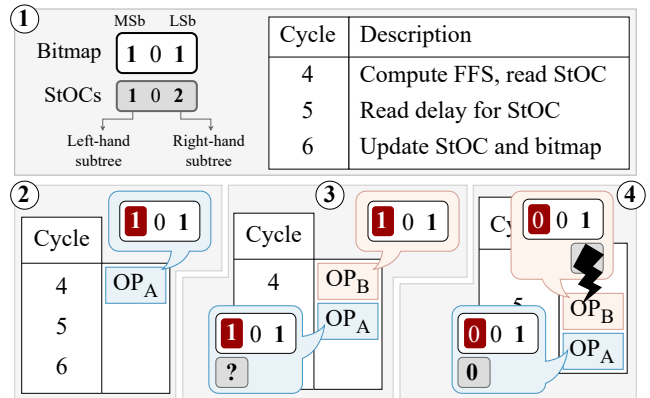 1
MSb LSb
Bitmap 1 0 1
StOCs 1 0 2
Left-hand subtree
Right-hand subtree
Cycle Description
4 Compute FFS, read StOC
5 Read delay for StOC
6 Update StOC and bitmap
2
1 0 1
Cycle
4 OPA
5
6
3
1 0 1
Cycle
4 OPB
OPA
1 0 1
?
4
0 0 1
Cy
OPB
0 0 1
OPA
0